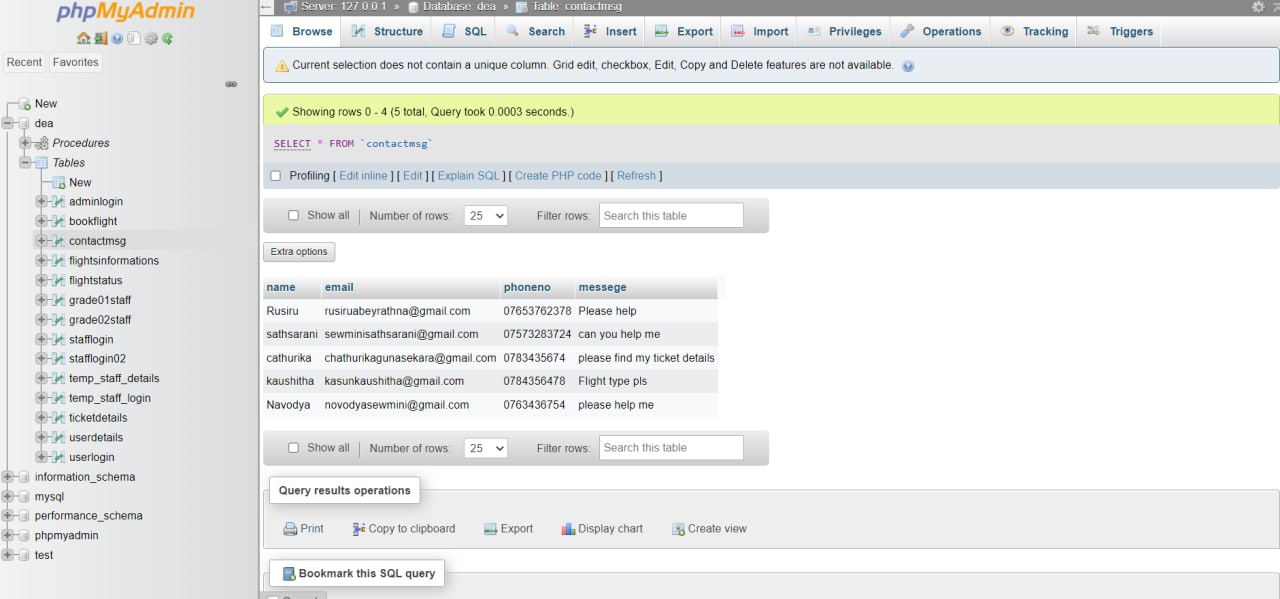 phpMyAdmin
Recent Favorites
New
dea
Procedures
Tables
New
adminlogin
bookflight
contactmsg
flightsinformations
flightstatus
grade01staff
grade02staff
stafflogin
stafflogin02
temp_staff_details
temp_staff_login
ticketdetails
userdetails
userlogin
information_schema
mysql
performance_schema
phpmyadmin
test
Server: 127.0.0.1 » Database: dea » Table: contactmsg
Browse Structure SQL Search Insert Export Import Privileges Operations Tracking Triggers
Current selection does not contain a unique column. Grid edit, checkbox, Edit, Copy and Delete features are not available.
Showing rows 0 - 4 (5 total, Query took 0.0003 seconds.)
SELECT * FROM `contactmsg`
Profiling [ Edit inline ] [ Edit ] [ Explain SQL ] [ Create PHP code ] [ Refresh ]
Show all Number of rows: 25 Filter rows: Search this table
Extra options
name email phoneno messege
Rusiru rusiruabeyrathna@gmail.com 07653762378 Please help
sathsarani sewminisathsarani@gmail.com 07573283724 can you help me
cathurika chathurikagunasekara@gmail.com 0783435674 please find my ticket details
kaushitha kasunkaushitha@gmail.com 0784356478 Flight type pls
Navodya novodyasewmini@gmail.com 0763436754 please help me
Show all Number of rows: 25 Filter rows: Search this table
Query results operations
Print Copy to clipboard Export Display chart Create view
Bookmark this SQL query